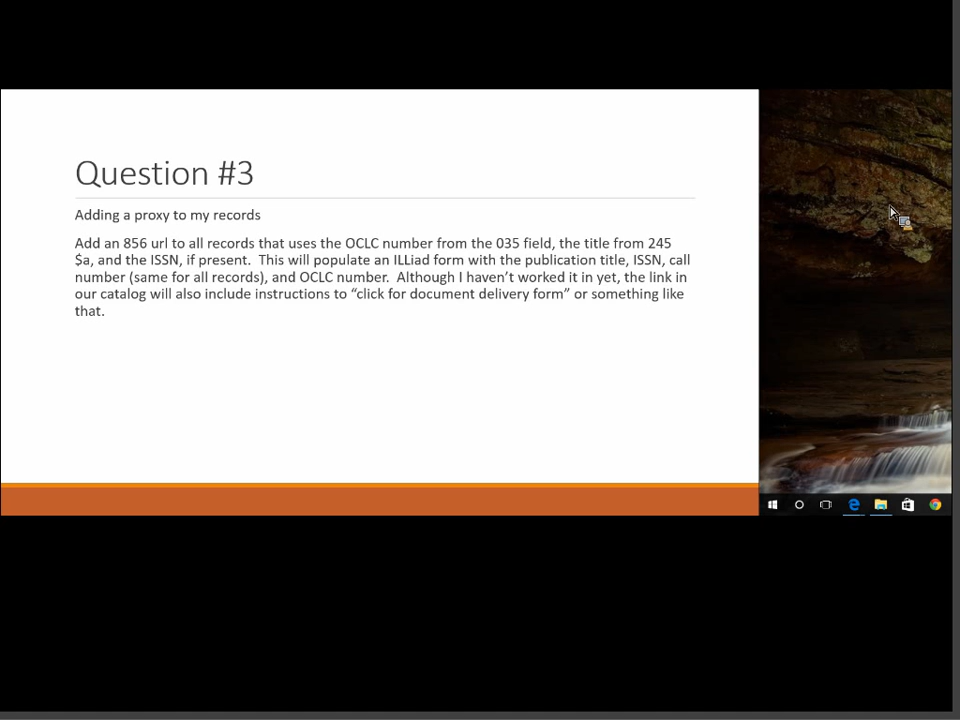 Question #3
Adding a proxy to my records
Add an 856 url to all records that uses the OCLC number from the 035 field, the title from 245
$a, and the ISSN, if present.  This will populate an ILLiad form with the publication title, ISSN, call
number (same for all records), and OCLC number.  Although I haven’t worked it in yet, the link in
our catalog will also include instructions to “click for document delivery form” or something like
that.